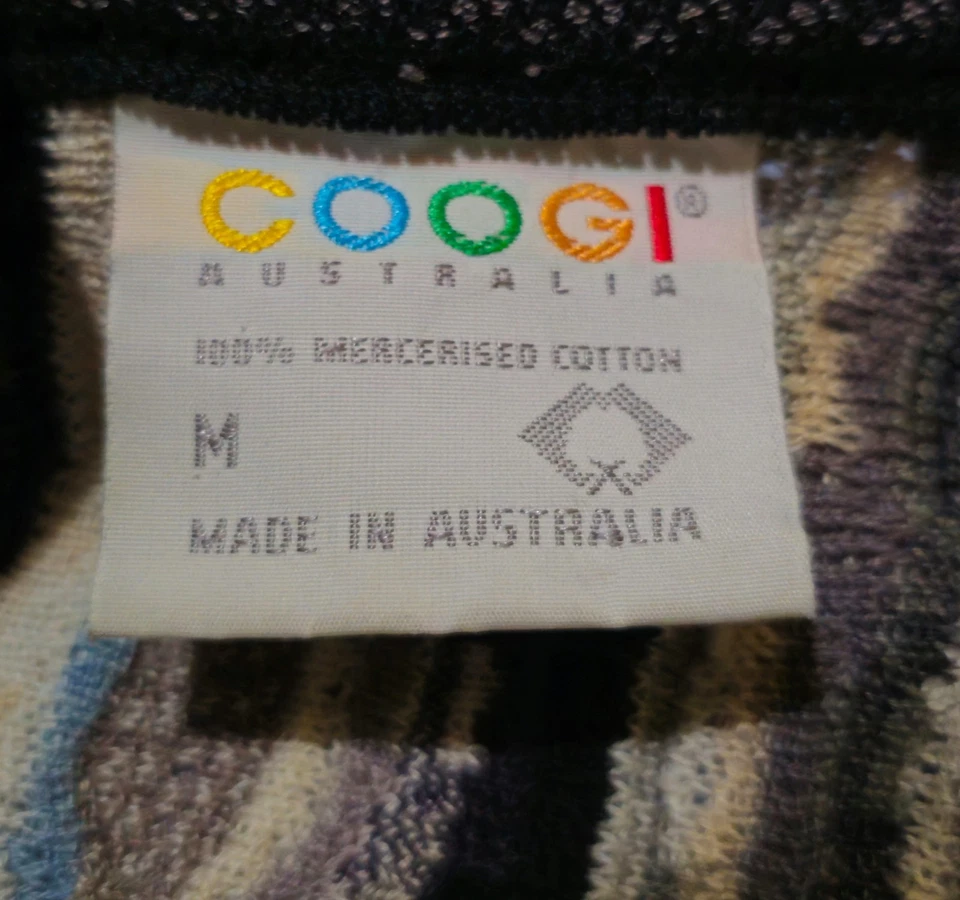 COOGI®
AUSTRALIA
100% MERCERISED COTTON
M
MADE IN AUSTRALIA